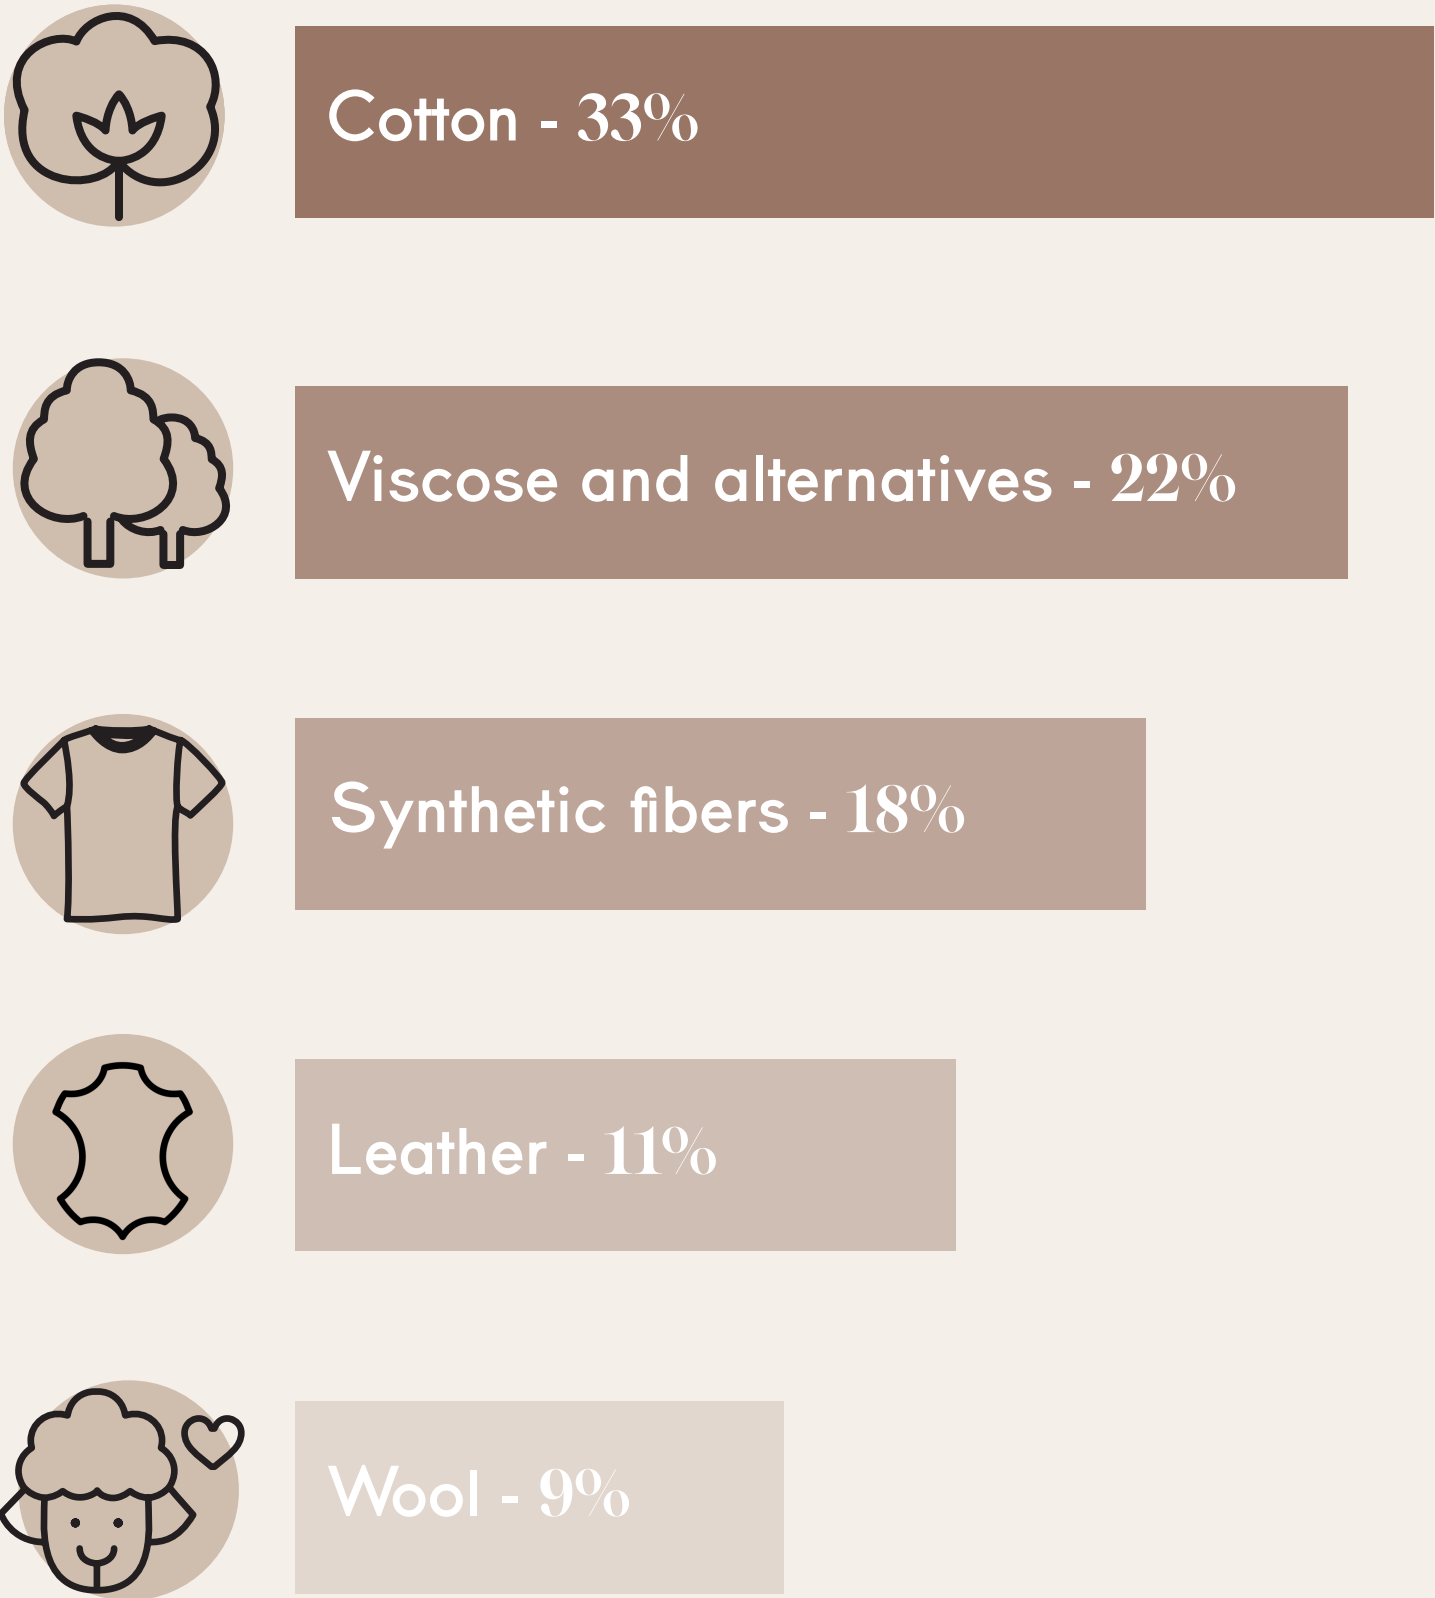 Cotton - 33%
Viscose and alternatives - 22%
Synthetic fibers - 18%
Leather - 11%
Wool - 9%